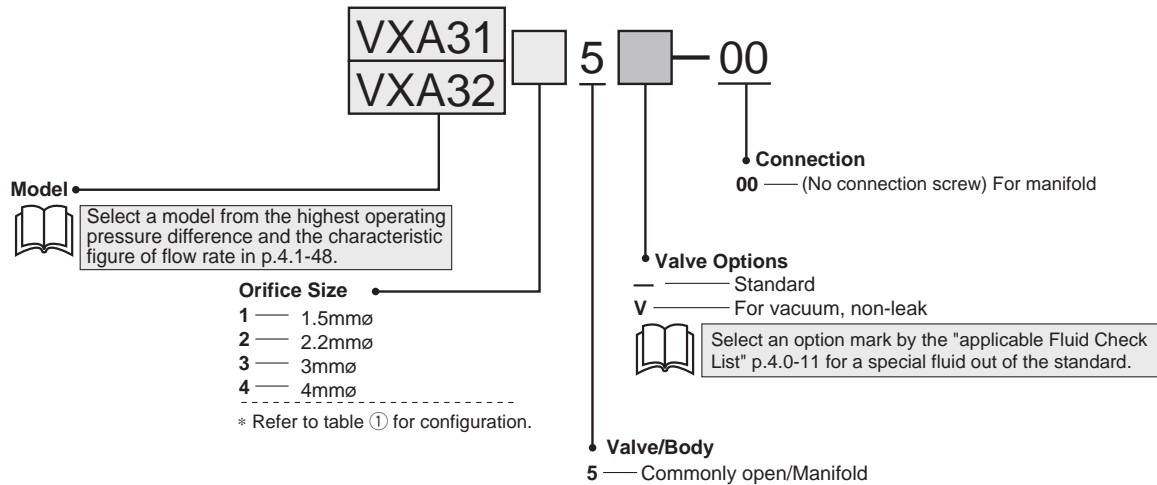 VXA31
VXA32
5
00
Connection
00 (No connection screw) For manifold
Model
Select a model from the highest operating
pressure difference and the characteristic
figure of flow rate in p.4.1-48.
Valve Options
— Standard
V For vacuum, non-leak
Select an option mark by the "applicable Fluid Check
List" p.4.0-11 for a special fluid out of the standard.
Orifice Size
1 1.5mmø
2 2.2mmø
3 3mmø
4 4mmø
* Refer to table ① for configuration.
Valve/Body
5 Commonly open/Manifold